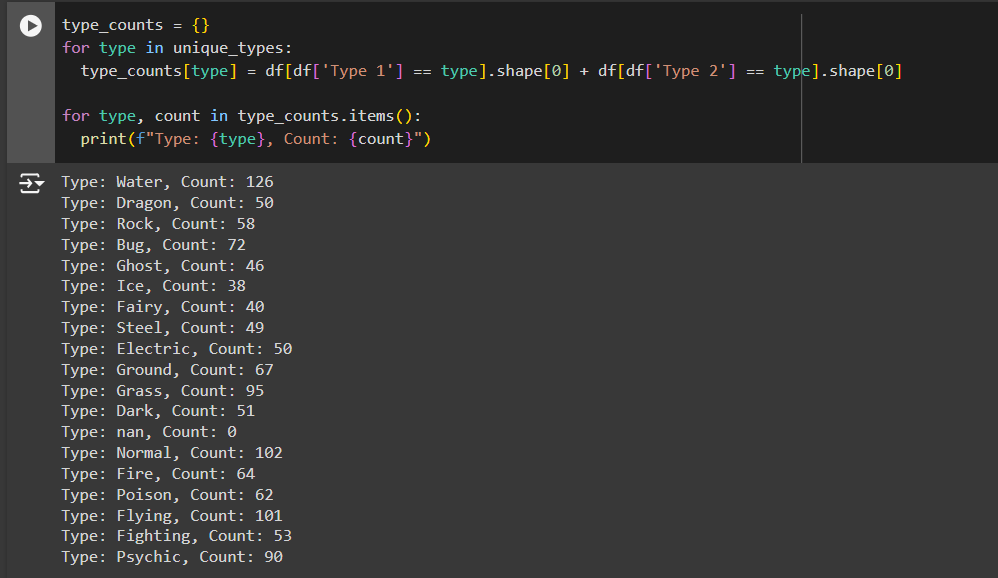 type_counts = {}
for type in unique_types:
  type_counts[type] = df[df['Type 1'] == type].shape[0] + df[df['Type 2'] == type].shape[0]
for type, count in type_counts.items():
  print(f"Type: {type}, Count: {count}")
Type: Water, Count: 126
Type: Dragon, Count: 50
Type: Rock, Count: 58
Type: Bug, Count: 72
Type: Ghost, Count: 46
Type: Ice, Count: 38
Type: Fairy, Count: 40
Type: Steel, Count: 49
Type: Electric, Count: 50
Type: Ground, Count: 67
Type: Grass, Count: 95
Type: Dark, Count: 51
Type: nan, Count: 0
Type: Normal, Count: 102
Type: Fire, Count: 64
Type: Poison, Count: 62
Type: Flying, Count: 101
Type: Fighting, Count: 53
Type: Psychic, Count: 90